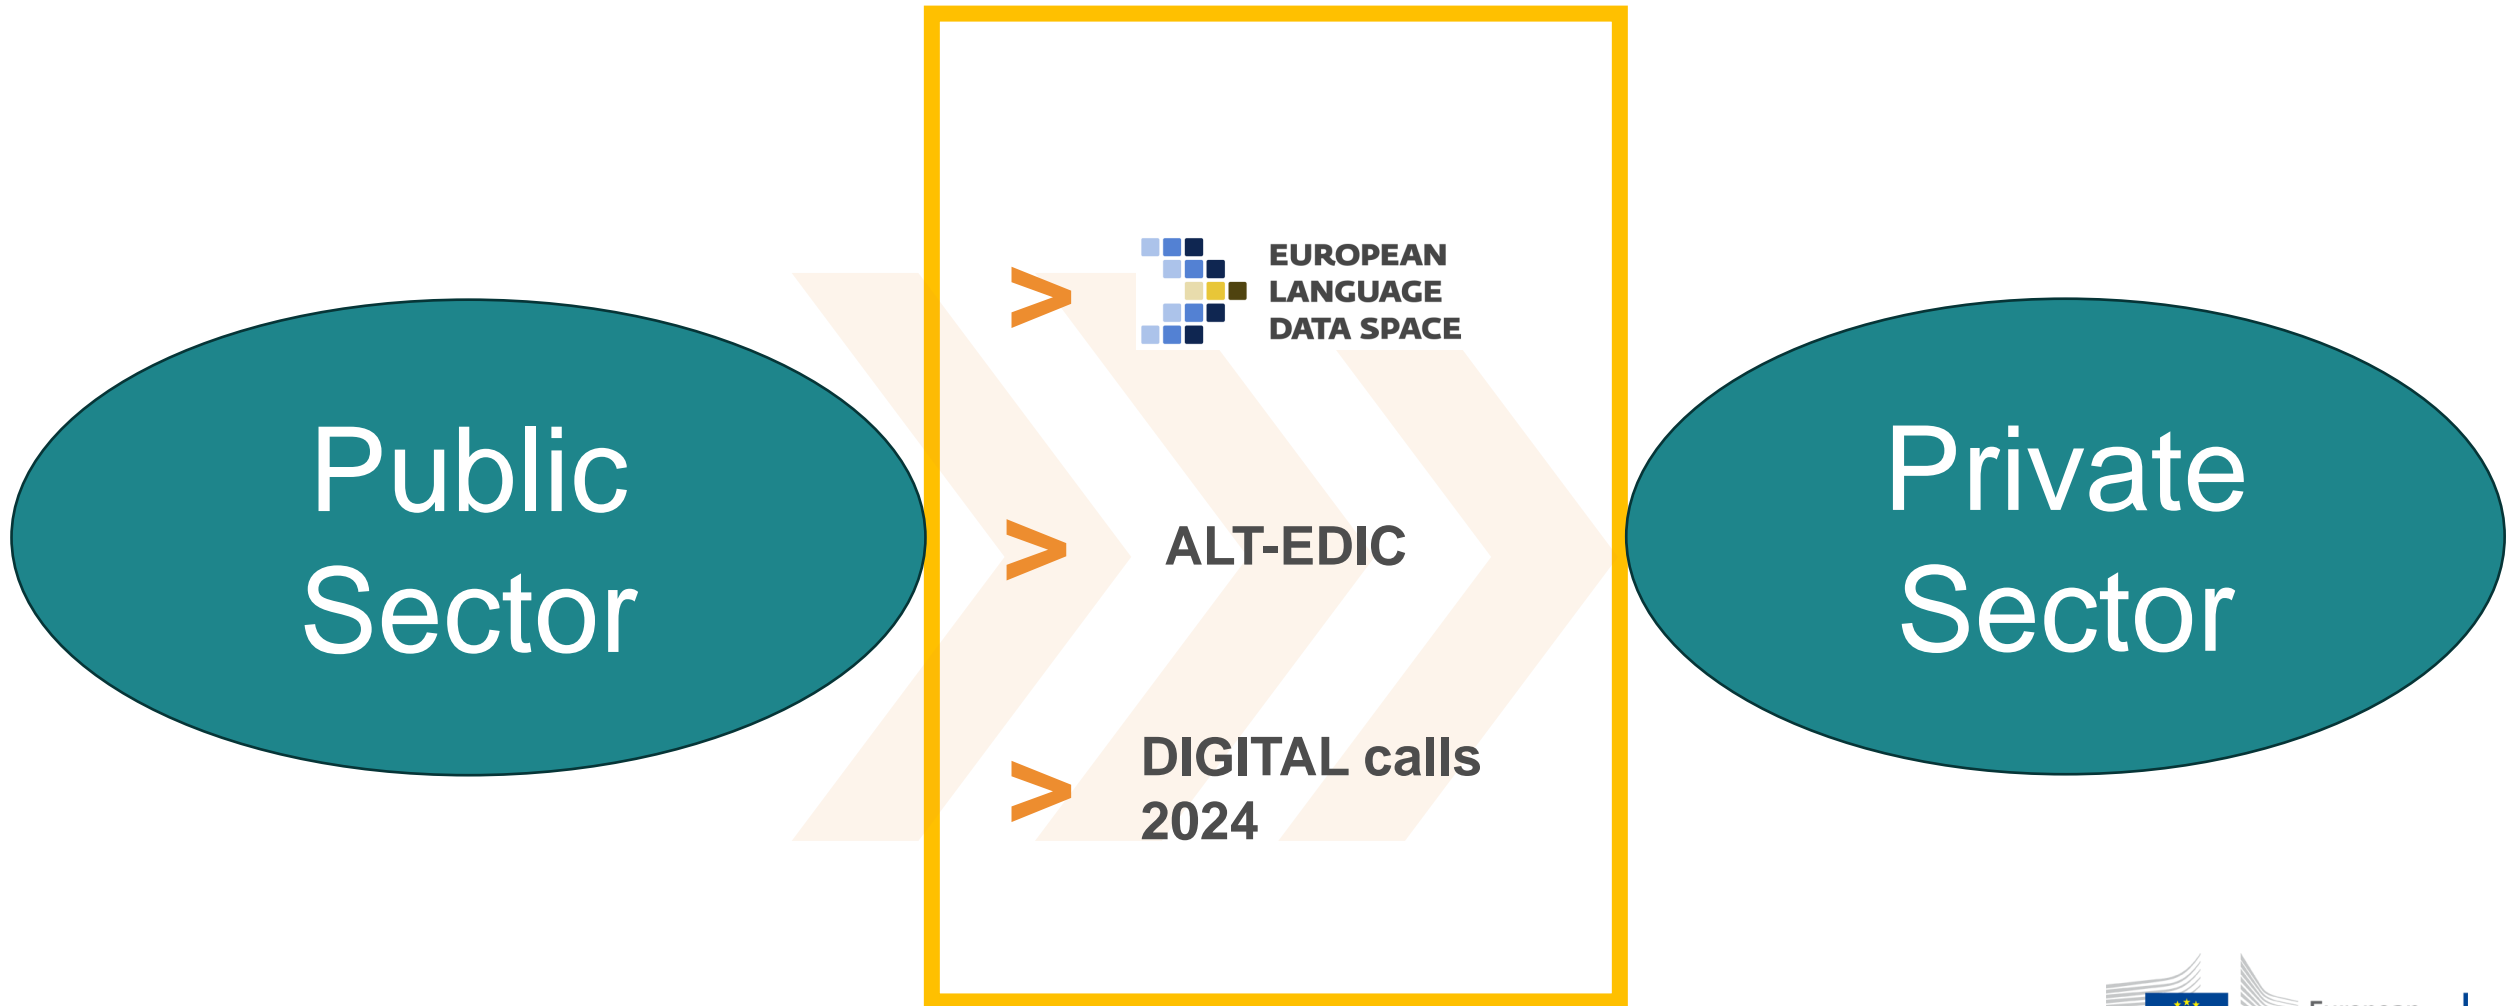 Public
Sector
>
EUROPEAN
LANGUAGE
DATA SPACE
>
ALT-EDIC
>
DIGITAL calls
2024
Private
Sector